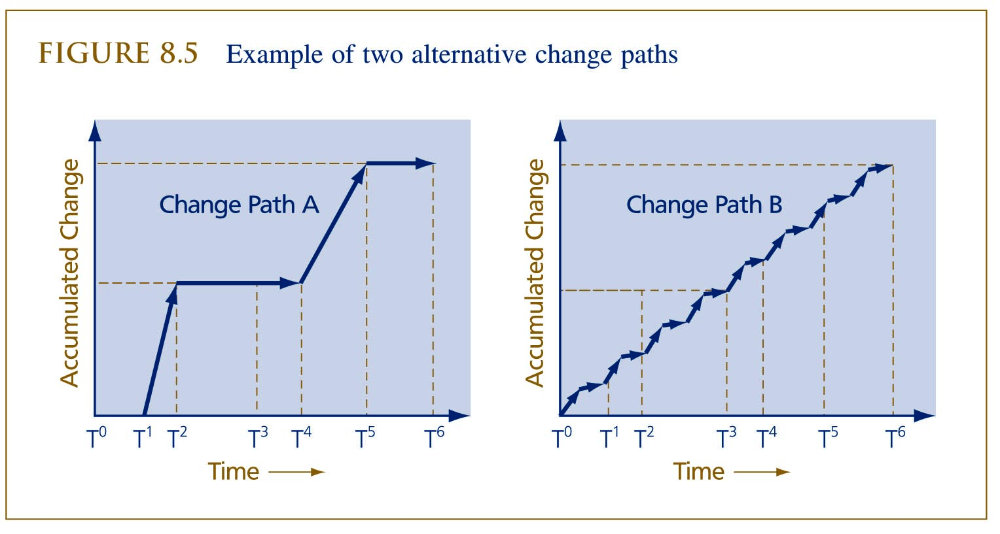 FIGURE 8.5 Example of two alternative change paths
Accumulated Change
Change Path A
T⁰ T¹ T² T³ T⁴ T⁵ T⁶
Time
Accumulated Change
Change Path B
T⁰ T¹ T² T³ T⁴ T⁵ T⁶
Time